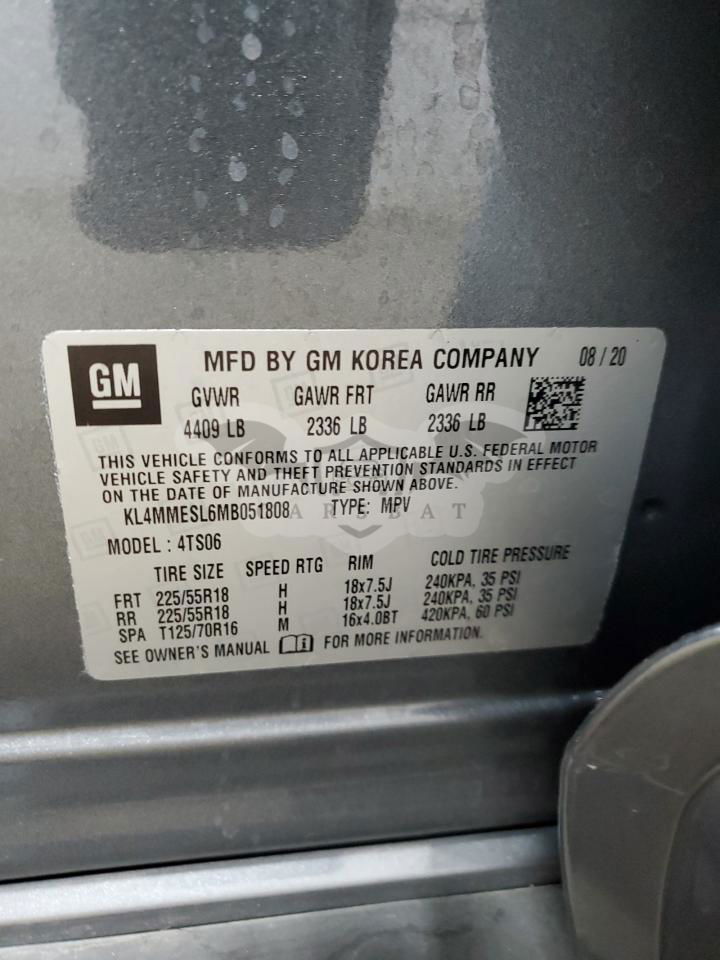 GM MFD BY GM KOREA COMPANY 08 / 20
GVWR GAWR FRT GAWR RR
4409 LB 2336 LB 2336 LB
THIS VEHICLE CONFORMS TO ALL APPLICABLE U.S. FEDERAL MOTOR
VEHICLE SAFETY AND THEFT PREVENTION STANDARDS IN EFFECT
ON THE DATE OF MANUFACTURE SHOWN ABOVE.
KL4MMESL6MB051808 TYPE: MPV
ARSBAT
MODEL : 4TS06
TIRE SIZE SPEED RTG RIM COLD TIRE PRESSURE
FRT 225/55R18 H 18x7.5J 240KPA, 35 PSI
RR 225/55R18 H 18x7.5J 240KPA, 35 PSI
SPA T125/70R16 M 16x4.0BT 420KPA, 60 PSI
SEE OWNER'S MANUAL FOR MORE INFORMATION.